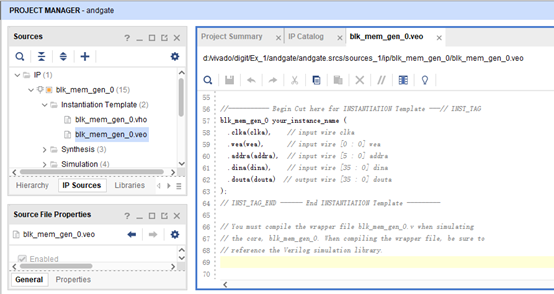 PROJECT MANAGER - andgate
Sources
IP (1)
blk_mem_gen_0 (15)
Instantiation Template (2)
blk_mem_gen_0.vho
blk_mem_gen_0.veo
Synthesis (3)
Simulation (4)
Hierarchy IP Sources Libraries
Source File Properties
blk_mem_gen_0.veo
Enabled
General Properties
Project Summary IP Catalog blk_mem_gen_0.veo
d:/vivado/digit/Ex_1/andgate/andgate.srcs/sources_1/ip/blk_mem_gen_0/blk_mem_gen_0.veo
55
56 //----------- Begin Cut here for INSTANTIATION Template ---// INST_TAG
57 blk_mem_gen_0 your_instance_name (
58 .clka(clka), // input wire clka
59 .wea(wea), // input wire [0 : 0] wea
60 .addra(addra), // input wire [5 : 0] addra
61 .dina(dina), // input wire [35 : 0] dina
62 .douta(douta) // output wire [35 : 0] douta
63 );
64 // INST_TAG_END ------ End INSTANTIATION Template ---------
65
66 // You must compile the wrapper file blk_mem_gen_0.v when simulating
67 // the core, blk_mem_gen_0. When compiling the wrapper file, be sure to
68 // reference the Verilog simulation library.
69
70